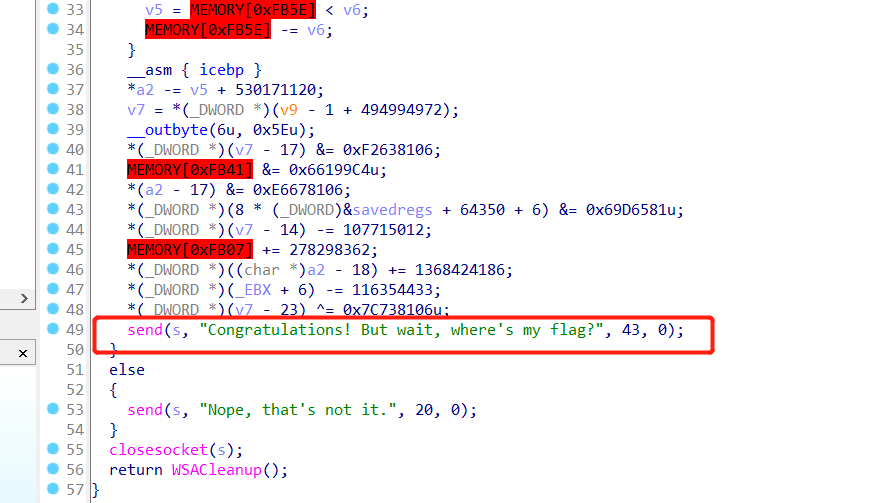 33 v5 = MEMORY[0xFB5E] < v6;
34 MEMORY[0xFB5E] -= v6;
35 }
36 __asm { icebp }
37 *a2 -= v5 + 530171120;
38 v7 = *(_DWORD *)(v9 - 1 + 494994972);
39 __outbyte(6u, 0x5Eu);
40 *(_DWORD *)(v7 - 17) &= 0xF2638106;
41 MEMORY[0xFB41] &= 0x66199C4u;
42 *(a2 - 17) &= 0xE6678106;
43 *(_DWORD *)(8 * (_DWORD)&savedregs + 64350 + 6) &= 0x69D6581u;
44 *(_DWORD *)(v7 - 14) -= 107715012;
45 MEMORY[0xFB07] += 278298362;
46 *(_DWORD *)((char *)a2 - 18) += 1368424186;
47 *(_DWORD *)(_EBX + 6) -= 116354433;
48 *(_DWORD *)(v7 - 23) ^= 0x7C738106u;
49 send(s, "Congratulations! But wait, where's my flag?", 43, 0);
50 }
51 else
52 {
53 send(s, "Nope, that's not it.", 20, 0);
54 }
55 closesocket(s);
56 return WSACleanup();
57 }